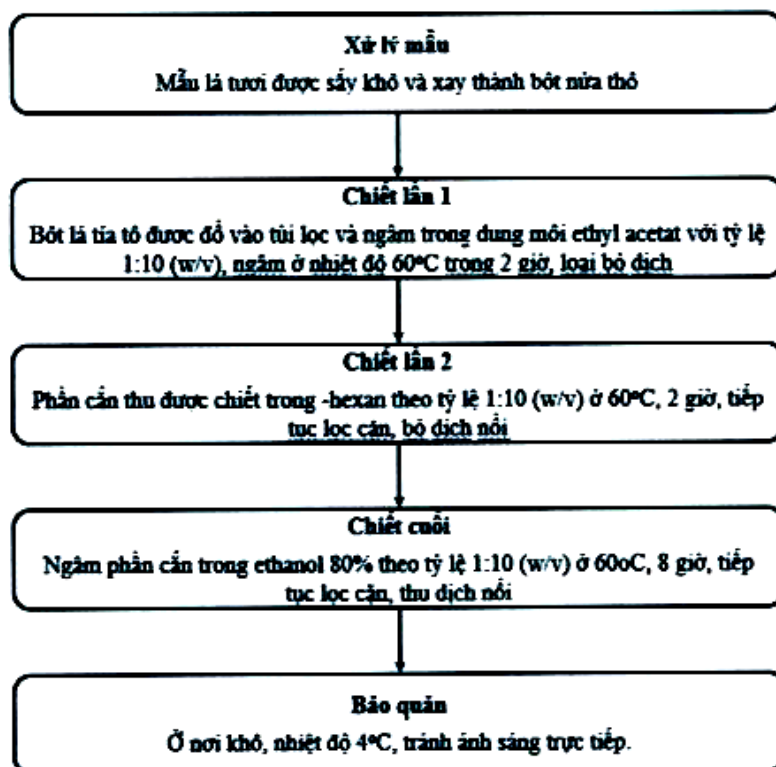 Xử lý mẫu
Mẫu lá tươi được sấy khô và xay thành bột nửa thô
Chiết lần 1
Bột lá tía tô được đổ vào túi lọc và ngâm trong dung môi ethyl acetat với tỷ lệ
1:10 (w/v), ngâm ở nhiệt độ 60ºC trong 2 giờ, loại bỏ dịch
Chiết lần 2
Phần cắn thu được chiết trong -hexan theo tỷ lệ 1:10 (w/v) ở 60ºC, 2 giờ, tiếp
tục lọc cặn, bỏ dịch nổi
Chiết cuối
Ngâm phần cắn trong ethanol 80% theo tỷ lệ 1:10 (w/v) ở 60oC, 8 giờ, tiếp
tục lọc cặn, thu dịch nổi
Bảo quản
Ở nơi khô, nhiệt độ 4ºC, tránh ánh sáng trực tiếp.